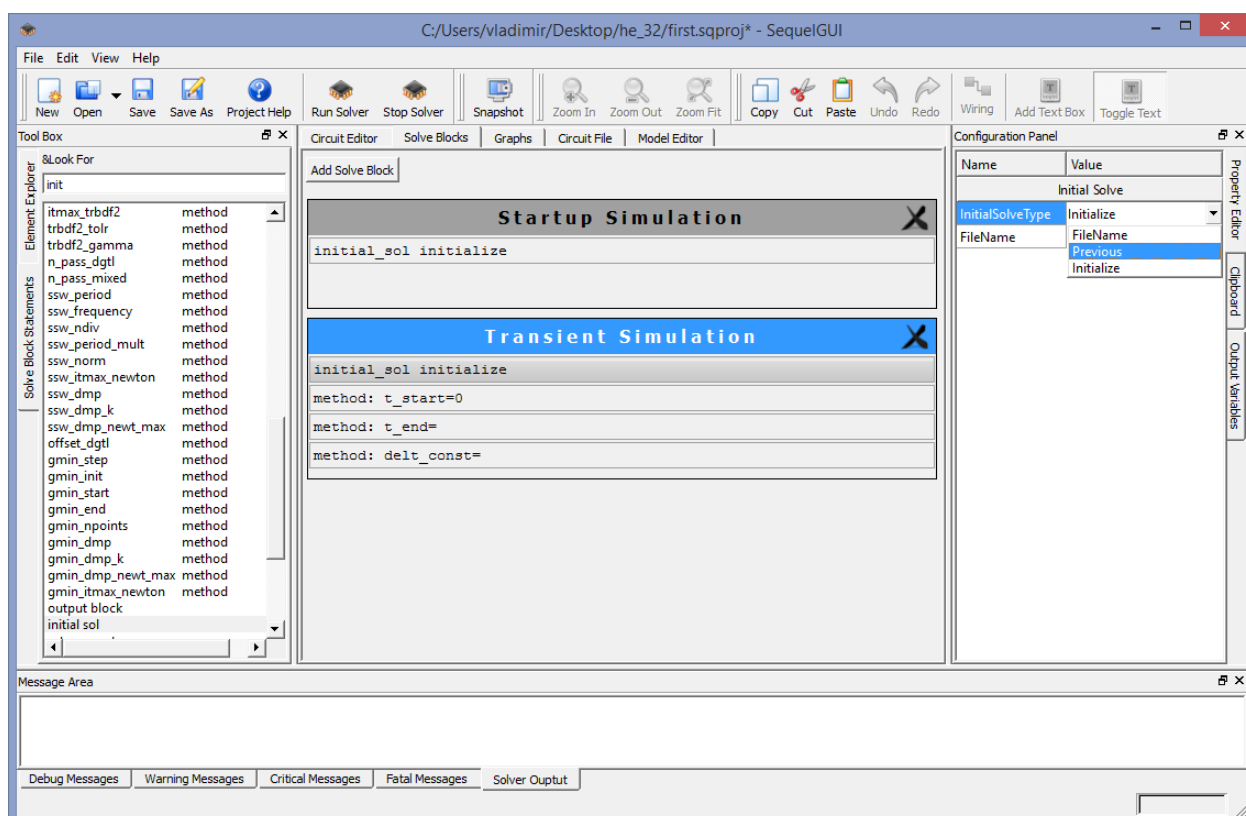 C:/Users/vladimir/Desktop/he_32/first.sqproj* - SequelGUI
File Edit View Help
New Open Save Save As Project Help Run Solver Stop Solver Snapshot Zoom In Zoom Out Zoom Fit Copy Cut Paste Undo Redo Wiring Add Text Box Toggle Text
Tool Box
Element Explorer
Solve Block Statements
&Look For
init
itmax_trbdf2 method
trbdf2_tolr method
trbdf2_gamma method
n_pass_dgtl method
n_pass_mixed method
ssw_period method
ssw_frequency method
ssw_ndiv method
ssw_period_mult method
ssw_norm method
ssw_itmax_newton method
ssw_dmp method
ssw_dmp_k method
ssw_dmp_newt_max method
offset_dgtl method
gmin_step method
gmin_init method
gmin_start method
gmin_end method
gmin_npoints method
gmin_dmp method
gmin_dmp_k method
gmin_dmp_newt_max method
gmin_itmax_newton method
output block
initial sol
Circuit Editor Solve Blocks Graphs Circuit File Model Editor
Add Solve Block
Startup Simulation
initial_sol initialize
Transient Simulation
initial_sol initialize
method: t_start=0
method: t_end=
method: delt_const=
Configuration Panel
Name Value
Initial Solve
InitialSolveType Initialize
FileName FileName
Previous
Initialize
Property Editor
Clipboard
Output Variables
Message Area
Debug Messages Warning Messages Critical Messages Fatal Messages Solver Ouptut